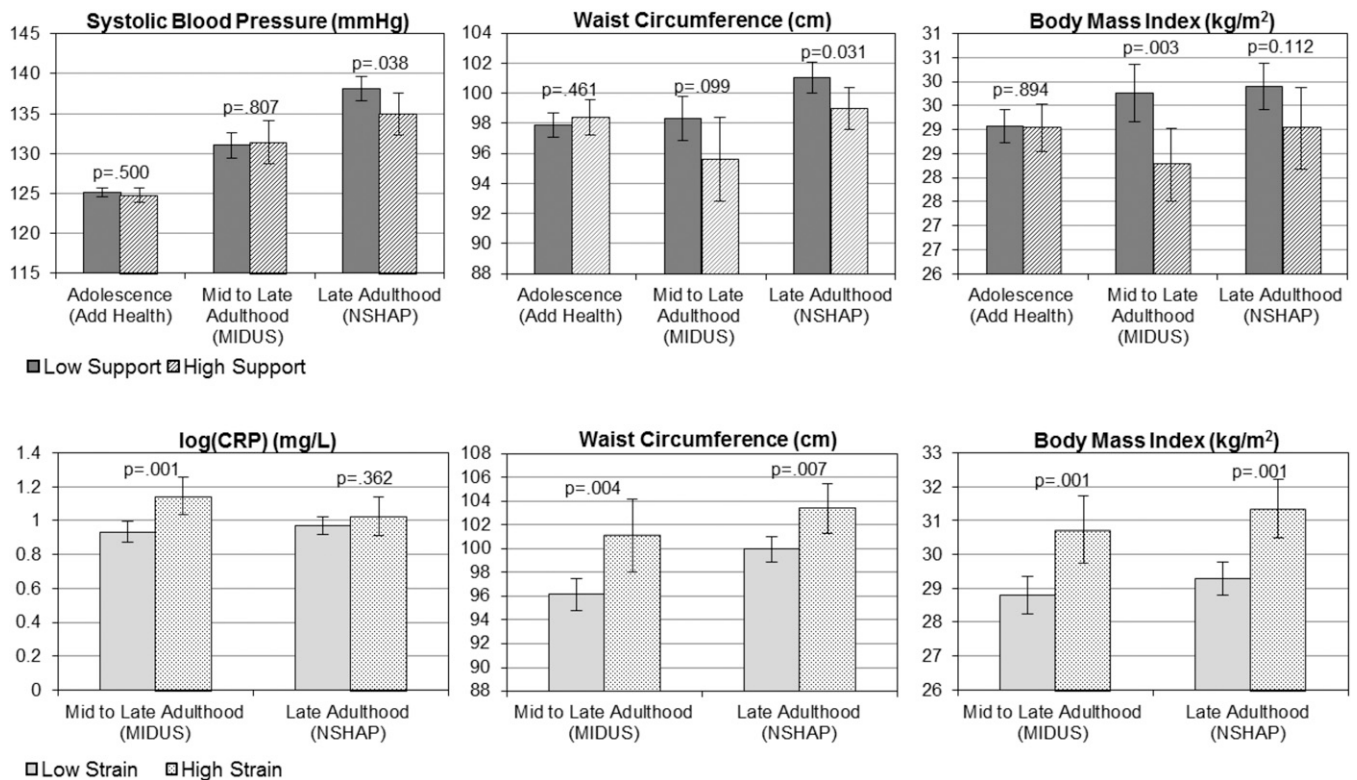 Systolic Blood Pressure (mmHg)
145
140
135
130
125
120
115
p=.500
p=.807
p=.038
Adolescence
(Add Health)
Mid to Late
Adulthood
(MIDUS)
Late Adulthood
(NSHAP)
Waist Circumference (cm)
104
102
100
98
96
94
92
90
88
p=.461
p=.099
p=0.031
Adolescence
(Add Health)
Mid to Late
Adulthood
(MIDUS)
Late Adulthood
(NSHAP)
Body Mass Index (kg/m²)
31
31
30
30
29
29
28
28
27
27
26
p=.894
p=.003
p=0.112
Adolescence
(Add Health)
Mid to Late
Adulthood
(MIDUS)
Late Adulthood
(NSHAP)
Low Support High Support
log(CRP) (mg/L)
1.4
1.2
1
0.8
0.6
0.4
0.2
0
p=.001
p=.362
Mid to Late Adulthood
(MIDUS)
Late Adulthood
(NSHAP)
Waist Circumference (cm)
108
106
104
102
100
98
96
94
92
90
88
p=.004
p=.007
Mid to Late Adulthood
(MIDUS)
Late Adulthood
(NSHAP)
Body Mass Index (kg/m²)
33
32
31
30
29
28
27
26
p=.001
p=.001
Mid to Late Adulthood
(MIDUS)
Late Adulthood
(NSHAP)
Low Strain High Strain